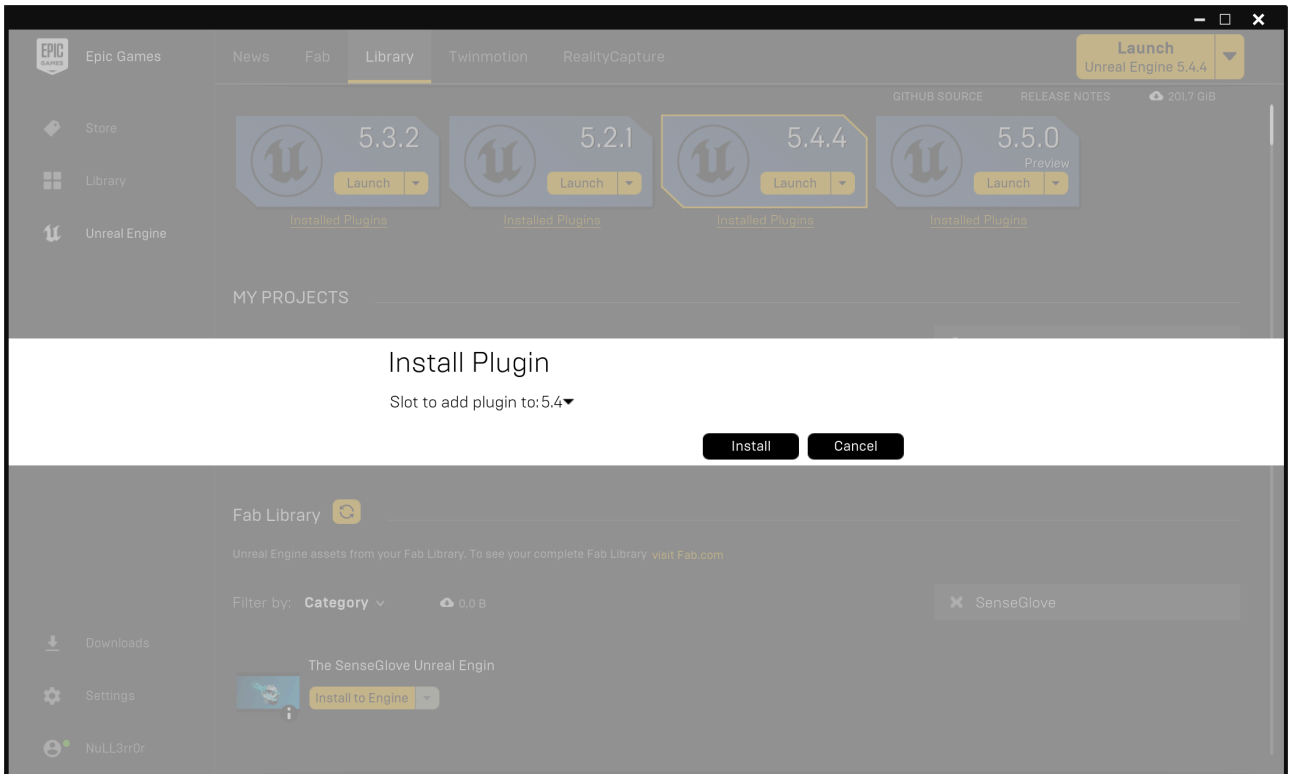 EPIC GAMES
Epic Games
News Fab Library Twinmotion RealityCapture
Launch
Unreal Engine 5.4.4
GITHUB SOURCE RELEASE NOTES 201,7 GiB
Store
Library
Unreal Engine
5.3.2 5.2.1 5.4.4 5.5.0
Preview
Launch Launch Launch Launch
Installed Plugins Installed Plugins Installed Plugins Installed Plugins
MY PROJECTS
Install Plugin
Slot to add plugin to: 5.4
Install Cancel
Fab Library
Unreal Engine assets from your Fab Library. To see your complete Fab Library visit Fab.com
Filter by: Category 0,0 B SenseGlove
The SenseGlove Unreal Engin
Install to Engine
Downloads
Settings
NuLL3rr0r